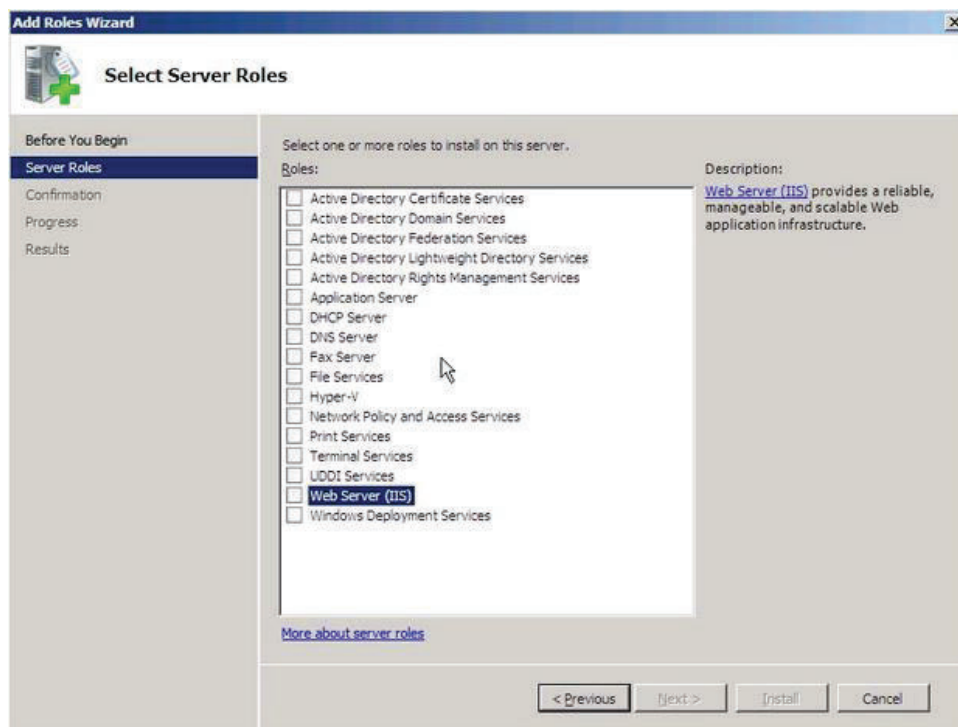 Add Roles Wizard
Select Server Roles
Before You Begin
Server Roles
Confirmation
Progress
Results
Select one or more roles to install on this server.
Roles:
Active Directory Certificate Services
Active Directory Domain Services
Active Directory Federation Services
Active Directory Lightweight Directory Services
Active Directory Rights Management Services
Application Server
DHCP Server
DNS Server
Fax Server
File Services
Hyper-V
Network Policy and Access Services
Print Services
Terminal Services
UDDI Services
Web Server (IIS)
Windows Deployment Services
More about server roles
Description:
Web Server (IIS) provides a reliable,
manageable, and scalable Web
application infrastructure.
< Previous
Next >
Install
Cancel